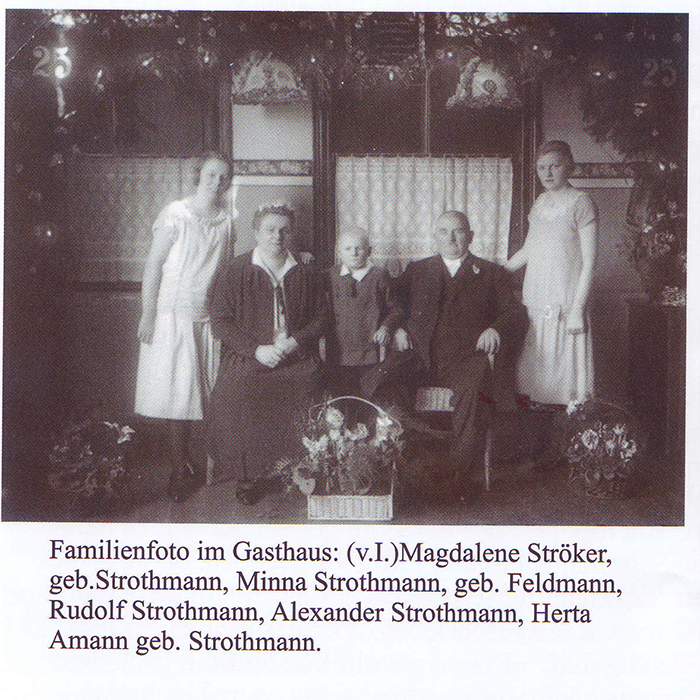 25 25
Familienfoto im Gasthaus: (v.I.)Magdalene Ströker,
geb.Strothmann, Minna Strothmann, geb. Feldmann,
Rudolf Strothmann, Alexander Strothmann, Herta
Amann geb. Strothmann.